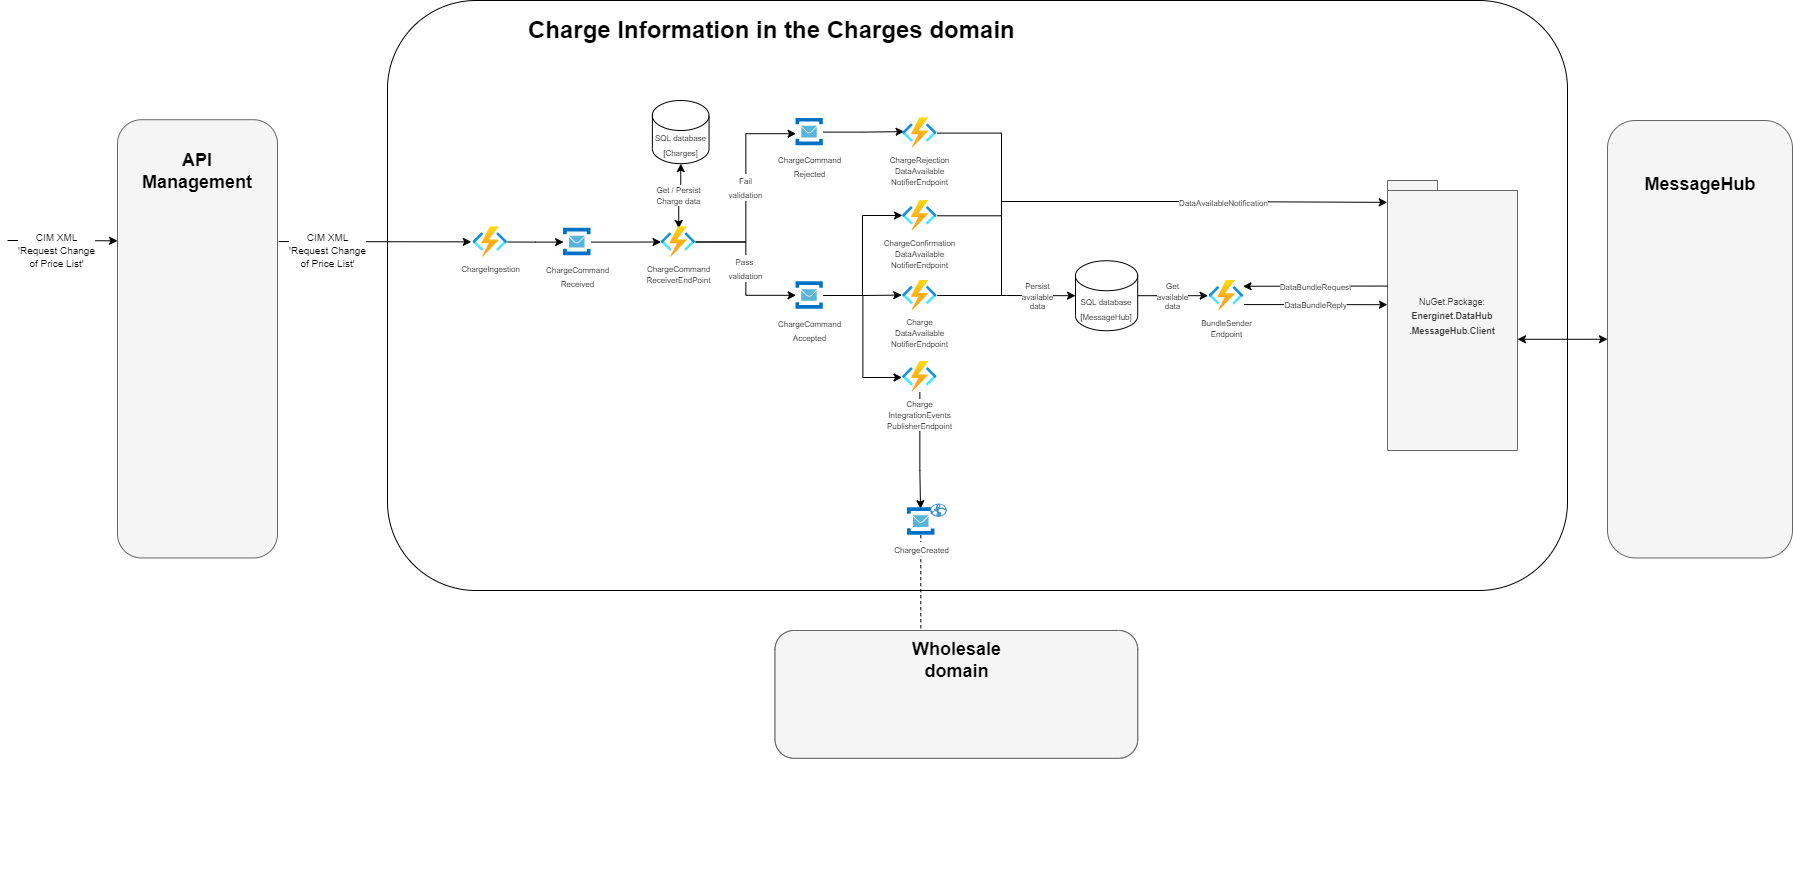 Charge Information in the Charges domain
API
Management
MessageHub
CIM XML
'Request Change
of Price List'
CIM XML
'Request Change
of Price List'
ChargeIngestion
ChargeCommand
Received
SQL database
[Charges]
Get / Persist
Charge data
ChargeCommand
ReceiverEndPoint
Fail
validation
Pass
validation
ChargeCommand
Rejected
ChargeCommand
Accepted
ChargeRejection
DataAvailable
NotifierEndpoint
ChargeConfirmation
DataAvailable
NotifierEndpoint
Charge
DataAvailable
NotifierEndpoint
Charge
IntegrationEvents
PublisherEndpoint
ChargeCreated
DataAvailableNotification
Persist
available
data
SQL database
[MessageHub]
Get
available
data
BundleSender
Endpoint
DataBundleRequest
DataBundleReply
NuGet.Package:
Energinet.DataHub
.MessageHub.Client
Wholesale
domain